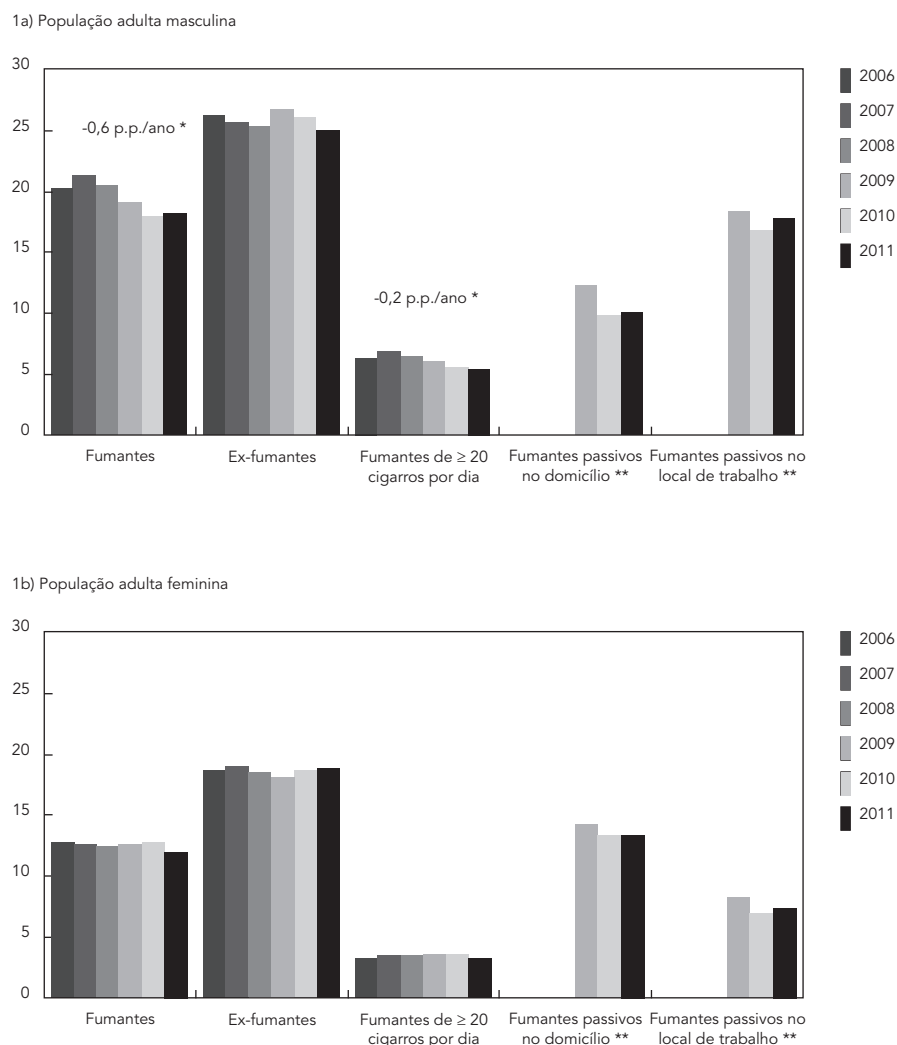 1a) População adulta masculina
30
25
20
15
10
5
0
-0,6 p.p./ano *
-0,2 p.p./ano *
2006
2007
2008
2009
2010
2011
Fumantes
Ex-fumantes
Fumantes de ≥ 20
cigarros por dia
Fumantes passivos
no domicílio **
Fumantes passivos no
local de trabalho **
1b) População adulta feminina
30
25
20
15
10
5
0
2006
2007
2008
2009
2010
2011
Fumantes
Ex-fumantes
Fumantes de ≥ 20
cigarros por dia
Fumantes passivos
no domicílio **
Fumantes passivos no
local de trabalho **